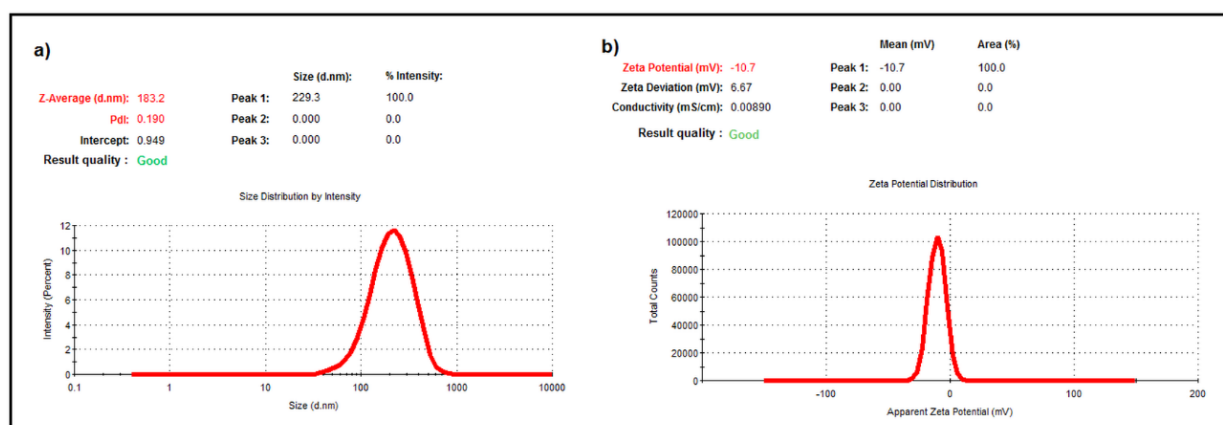 a)
Size (d.nm): % Intensity:
Z-Average (d.nm): 183.2 Peak 1: 229.3 100.0
PdI: 0.190 Peak 2: 0.000 0.0
Intercept: 0.949 Peak 3: 0.000 0.0
Result quality : Good
Size Distribution by Intensity
Intensity (Percent)
12
10
8
6
4
2
0
0.1 1 10 100 1000 10000
Size (d.nm)
b)
Mean (mV) Area (%)
Zeta Potential (mV): -10.7 Peak 1: -10.7 100.0
Zeta Deviation (mV): 6.67 Peak 2: 0.00 0.0
Conductivity (mS/cm): 0.00890 Peak 3: 0.00 0.0
Result quality : Good
Zeta Potential Distribution
Total Counts
120000
100000
80000
60000
40000
20000
0
-100 0 100 200
Apparent Zeta Potential (mV)